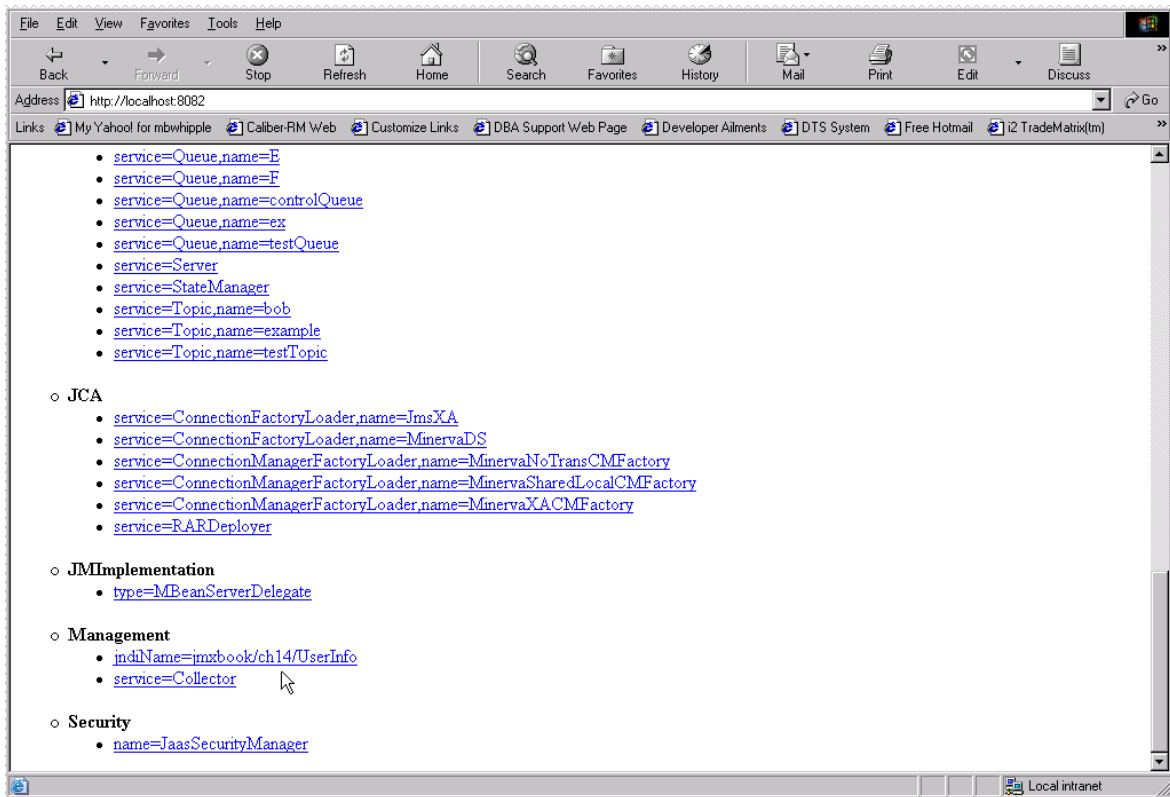 File Edit View Favorites Tools Help
Back Forward Stop Refresh Home Search Favorites History Mail Print Edit Discuss »
Address http://localhost:8082 Go
Links My Yahoo! for mbwhipple Caliber-RM Web Customize Links DBA Support Web Page Developer Ailments DTS System Free Hotmail i2 TradeMatrix(tm) »
service=Queue,name=E
service=Queue,name=F
service=Queue,name=controlQueue
service=Queue,name=ex
service=Queue,name=testQueue
service=Server
service=StateManager
service=Topic,name=bob
service=Topic,name=example
service=Topic,name=testTopic
JCA
service=ConnectionFactoryLoader,name=JmsXA
service=ConnectionFactoryLoader,name=MinervaDS
service=ConnectionManagerFactoryLoader,name=MinervaNoTransCMFactory
service=ConnectionManagerFactoryLoader,name=MinervaSharedLocalCMFactory
service=ConnectionManagerFactoryLoader,name=MinervaXACMFactory
service=RARDeployer
JMImplementation
type=MBeanServerDelegate
Management
jndiName=jmxbook/ch14/UserInfo
service=Collector
Security
name=JaasSecurityManager
Local intranet